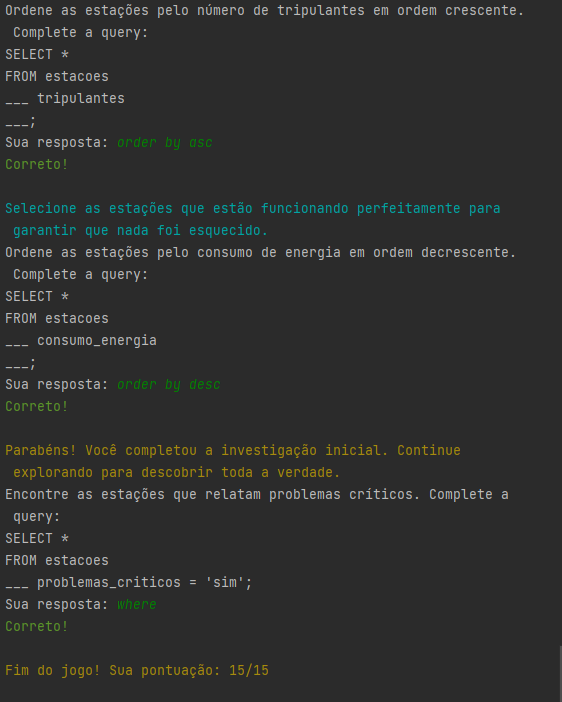 Ordene as estações pelo número de tripulantes em ordem crescente.
Complete a query:
SELECT *
FROM estacoes
___ tripulantes
___;
Sua resposta: order by asc
Correto!
Selecione as estações que estão funcionando perfeitamente para
garantir que nada foi esquecido.
Ordene as estações pelo consumo de energia em ordem decrescente.
Complete a query:
SELECT *
FROM estacoes
___ consumo_energia
___;
Sua resposta: order by desc
Correto!
Parabéns! Você completou a investigação inicial. Continue
explorando para descobrir toda a verdade.
Encontre as estações que relatam problemas críticos. Complete a
query:
SELECT *
FROM estacoes
___ problemas_criticos = 'sim';
Sua resposta: where
Correto!
Fim do jogo! Sua pontuação: 15/15